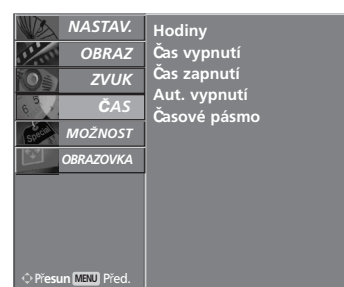 NASTAV.
OBRAZ
ZVUK
ČAS
MOŽNOST
OBRAZOVKA
Hodiny
Čas vypnutí
Čas zapnutí
Aut. vypnutí
Časové pásmo
Přesun MENU Před.